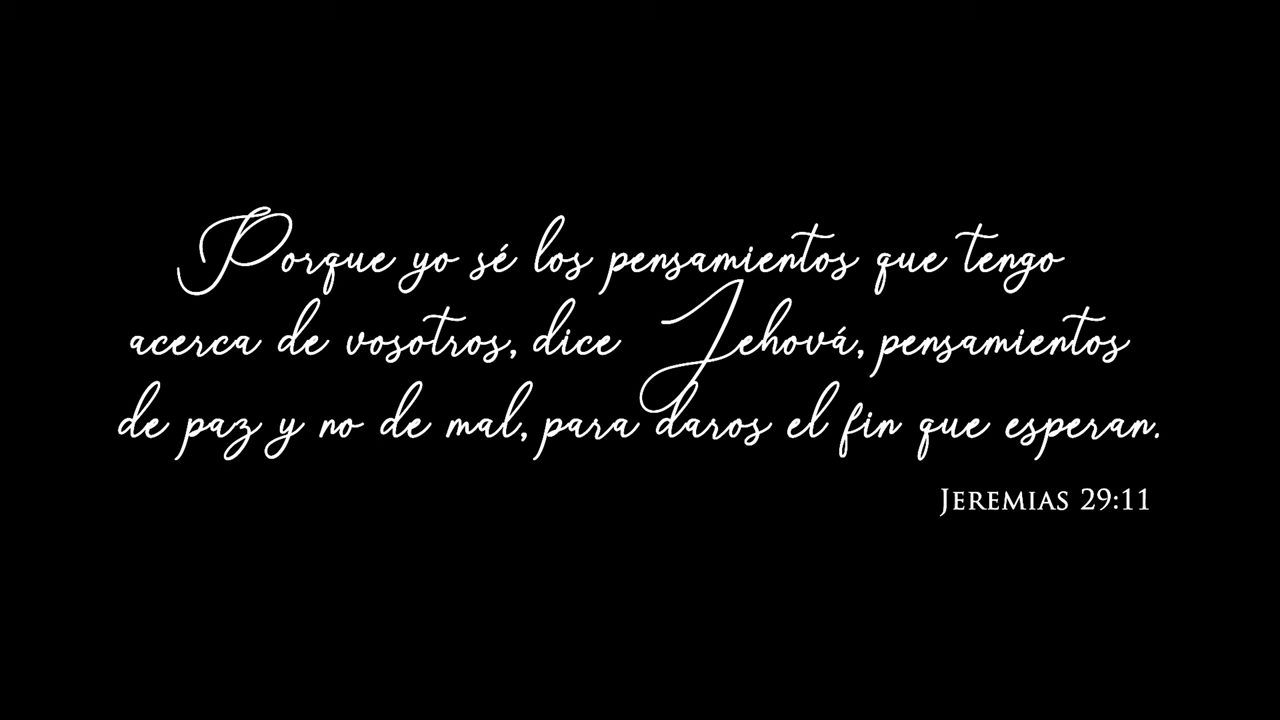 Porque yo sé los pensamientos que tengo
acerca de vosotros, dice Jehová, pensamientos
de paz y no de mal, para daros el fin que esperan.
JEREMIAS 29:11